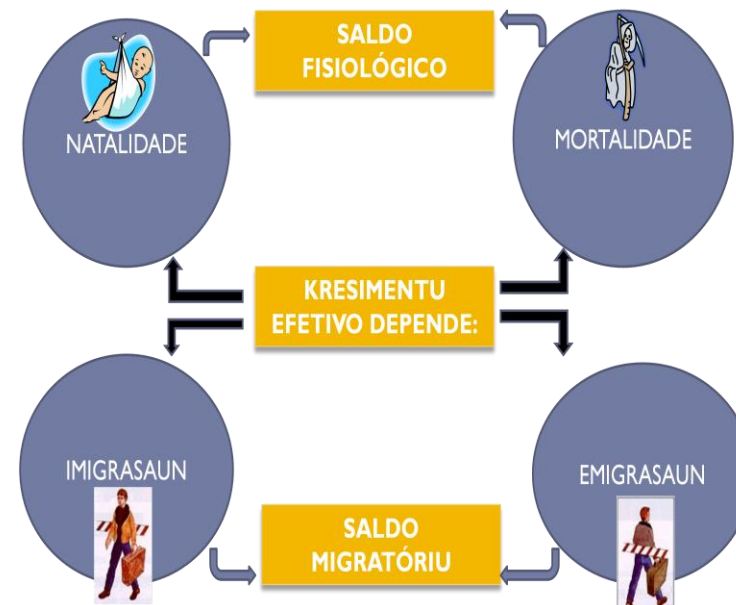 SALDO
FISIOLÓGICO
NATALIDADE
MORTALIDADE
KRESIMENTU
EFETIVO DEPENDE:
IMIGRASAUN
EMIGRASAUN
SALDO
MIGRATÓRIU